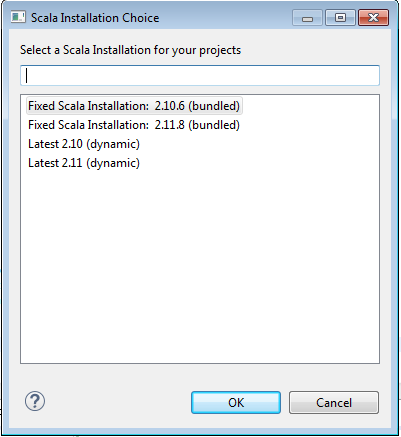 Scala Installation Choice
Select a Scala Installation for your projects
Fixed Scala Installation:  2.10.6 (bundled)
Fixed Scala Installation:  2.11.8 (bundled)
Latest 2.10 (dynamic)
Latest 2.11 (dynamic)
?
OK
Cancel